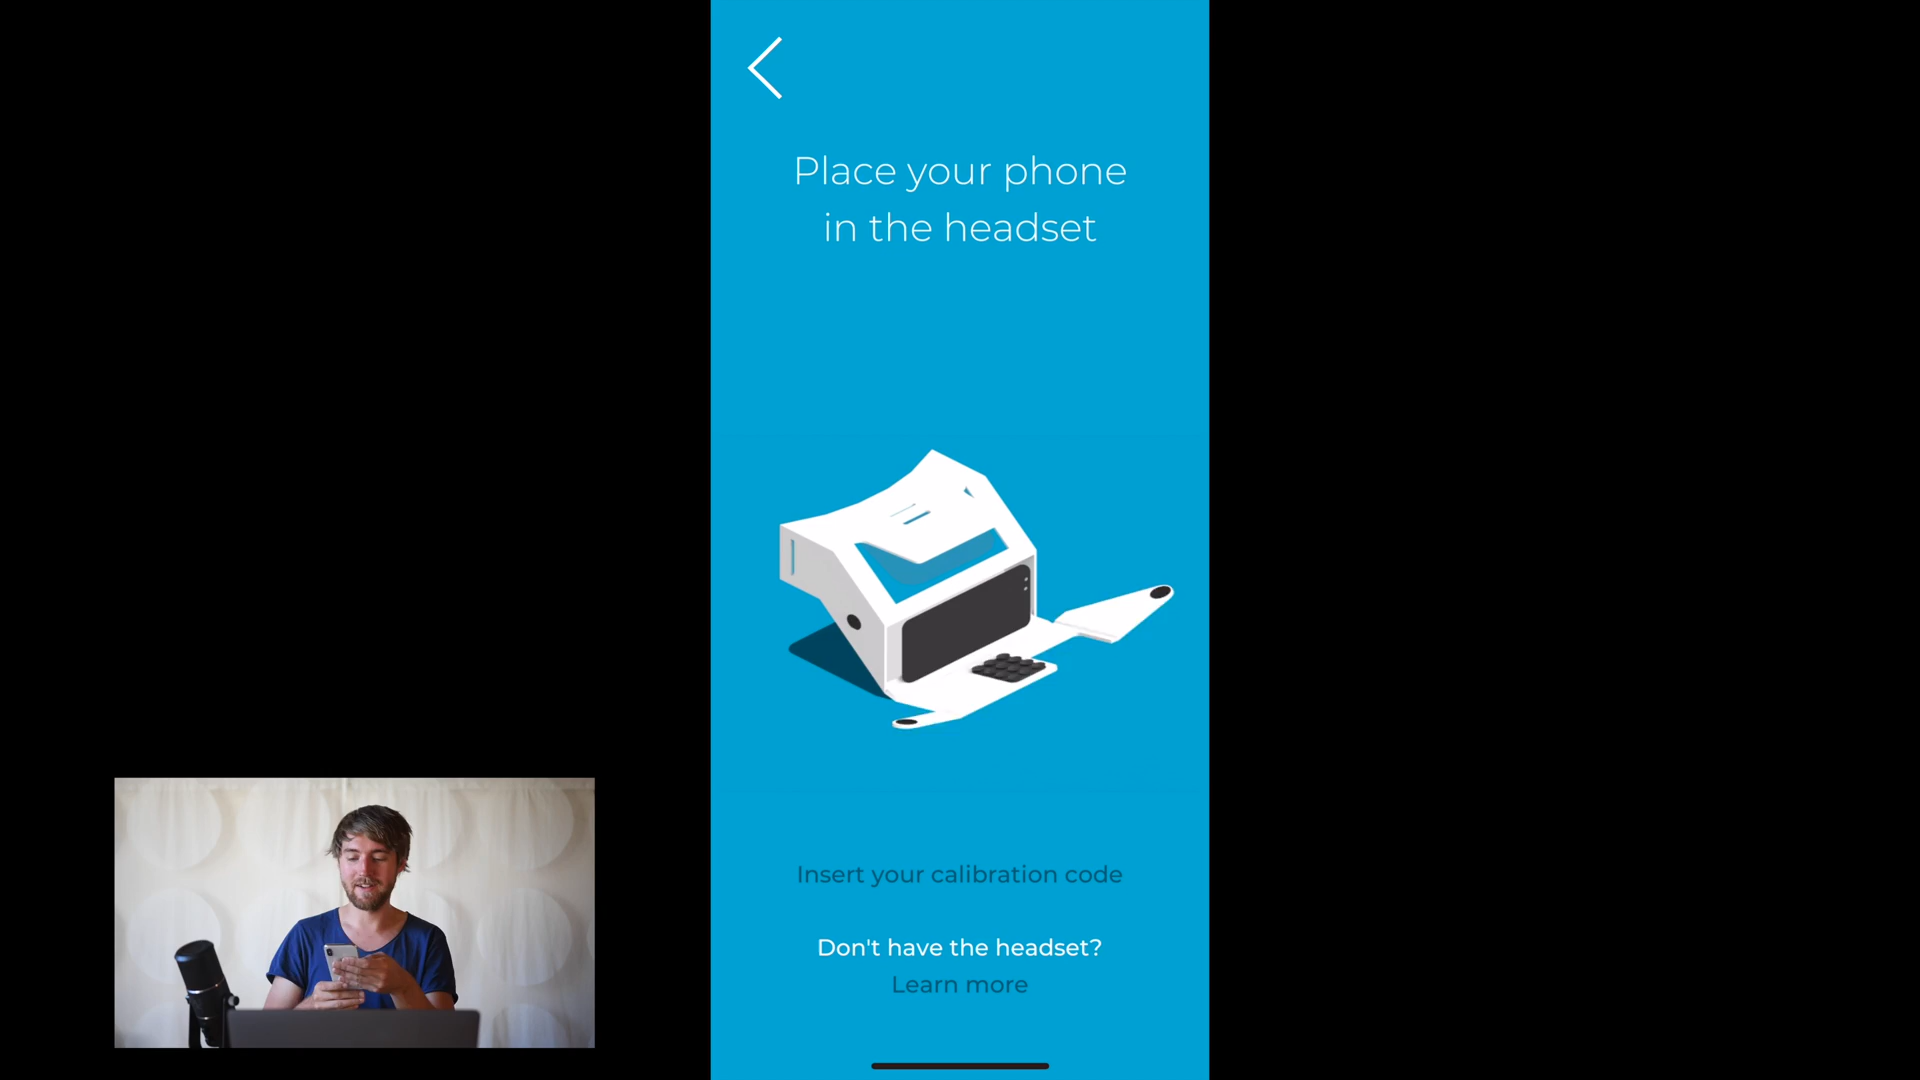 Place your phone
in the headset
Insert your calibration code
Don't have the headset?
Learn more